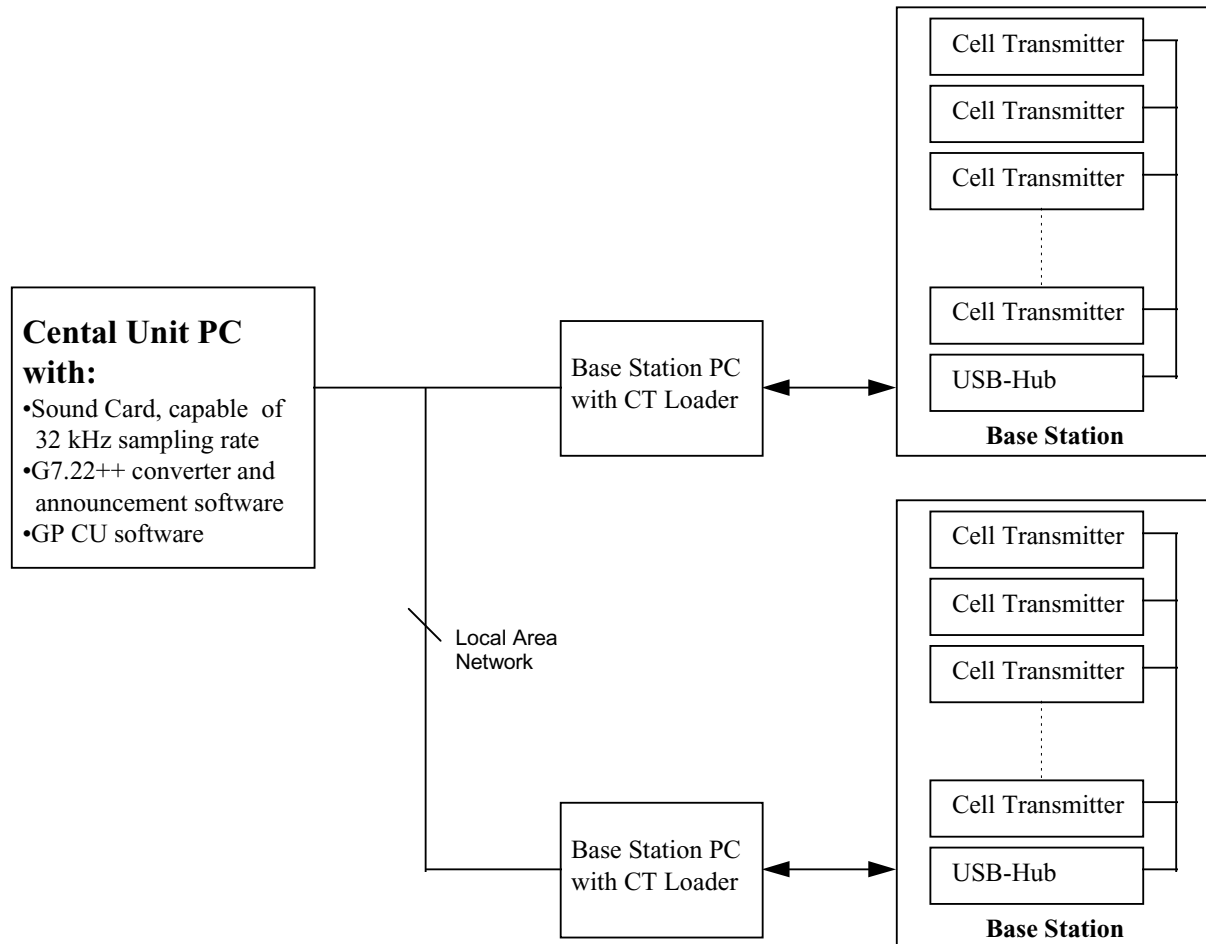 Cental Unit PC
with:
•Sound Card, capable of
32 kHz sampling rate
•G7.22++ converter and
announcement software
•GP CU software
Local Area
Network
Base Station PC
with CT Loader
Cell Transmitter
Cell Transmitter
Cell Transmitter
Cell Transmitter
USB-Hub
Base Station
Base Station PC
with CT Loader
Cell Transmitter
Cell Transmitter
Cell Transmitter
Cell Transmitter
USB-Hub
Base Station